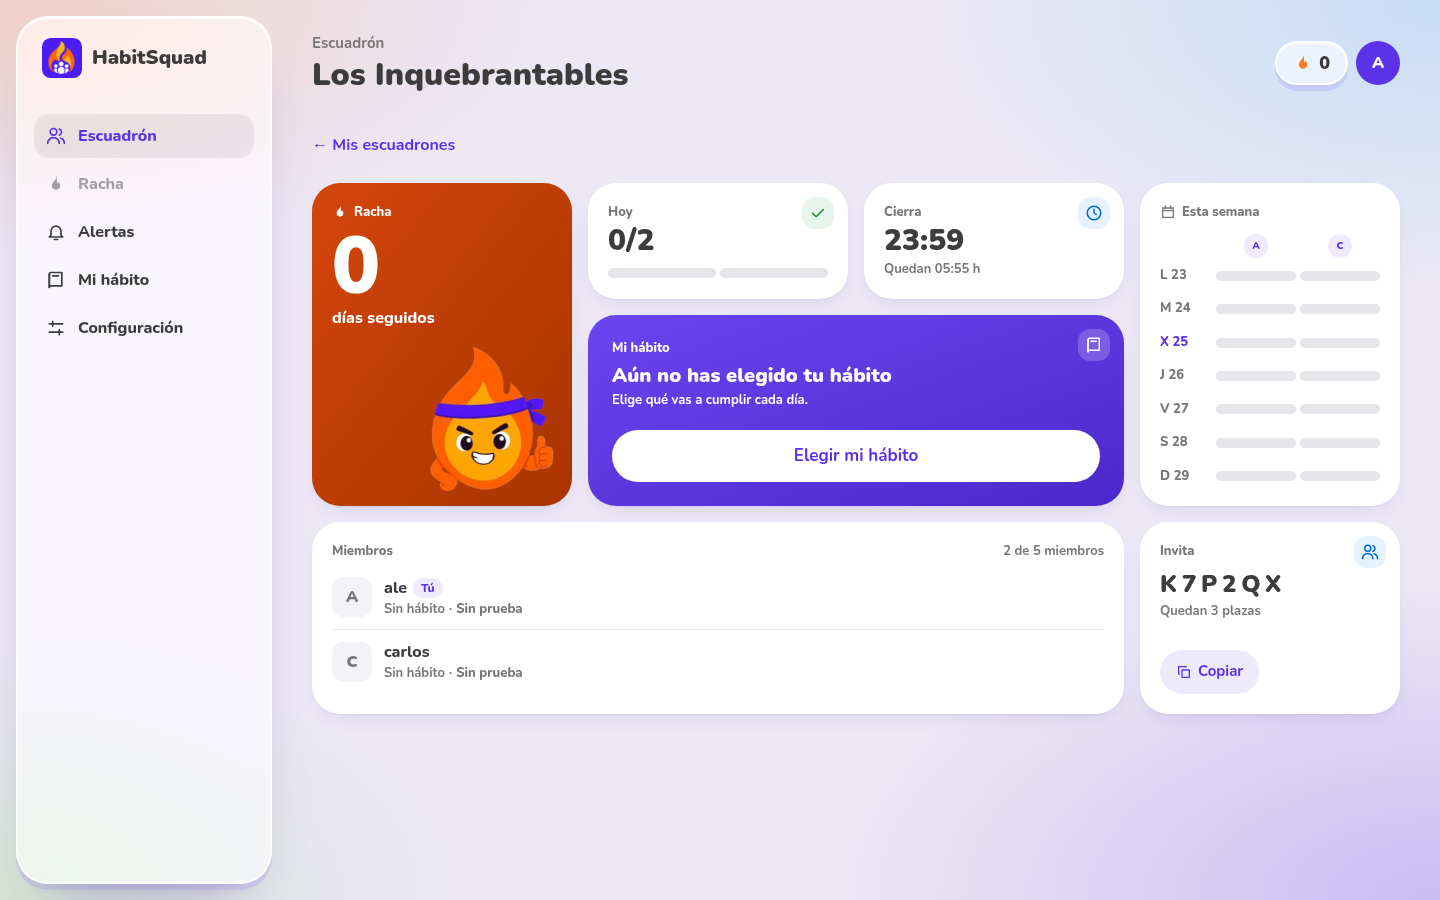 HabitSquad
Escuadrón
Racha
Alertas
Mi hábito
Configuración
Escuadrón
Los Inquebrantables
0
A
← Mis escuadrones
Racha
0
días seguidos
Hoy
0/2
Cierra
23:59
Quedan 05:55 h
Mi hábito
Aún no has elegido tu hábito
Elige qué vas a cumplir cada día.
Elegir mi hábito
Esta semana
A C
L 23
M 24
X 25
J 26
V 27
S 28
D 29
Miembros 2 de 5 miembros
A
ale Tú
Sin hábito · Sin prueba
C
carlos
Sin hábito · Sin prueba
Invita
K7P2QX
Quedan 3 plazas
Copiar